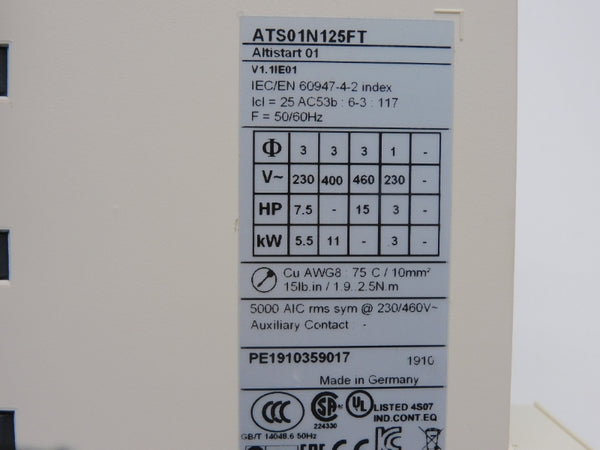 ATS01N125FT
Altistart 01
V1.1IE01
IEC/EN 60947-4-2 index
Icl = 25 AC53b : 6-3 : 117
F = 50/60Hz
Φ 3 3 3 1 -
V~ 230 400 460 230 -
HP 7.5 - 15 3 -
kW 5.5 11 - 3 -
Cu AWG8 : 75 C / 10mm²
15lb.in / 1.9..2.5N.m
5000 AIC rms sym @ 230/460V~
Auxiliary Contact : -
PE1910359017 1910
Made in Germany
CCC SA UL LISTED 4S07
224330 IND.CONT.EQ
GB/T 14048.6 50Hz